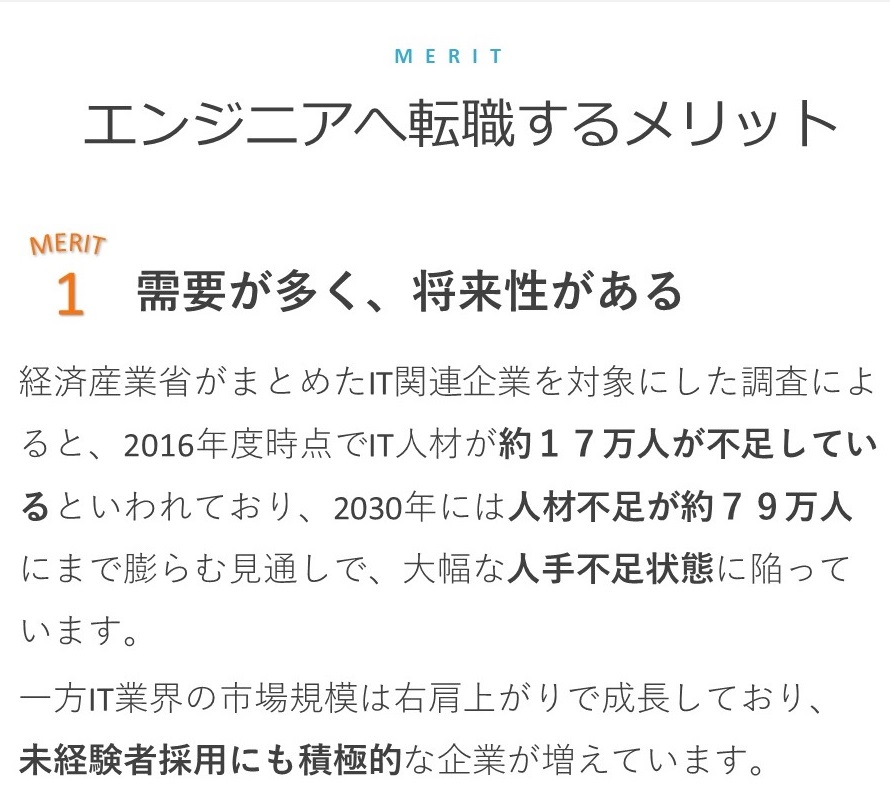 MERIT
エンジニアへ転職するメリット
MERIT
1 需要が多く、将来性がある
経済産業省がまとめたIT関連企業を対象にした調査によ
ると、2016年度時点でIT人材が約１７万人が不足してい
るといわれており、2030年には人材不足が約７９万人
にまで膨らむ見通しで、大幅な人手不足状態に陥って
います。
一方IT業界の市場規模は右肩上がりで成長しており、
未経験者採用にも積極的な企業が増えています。